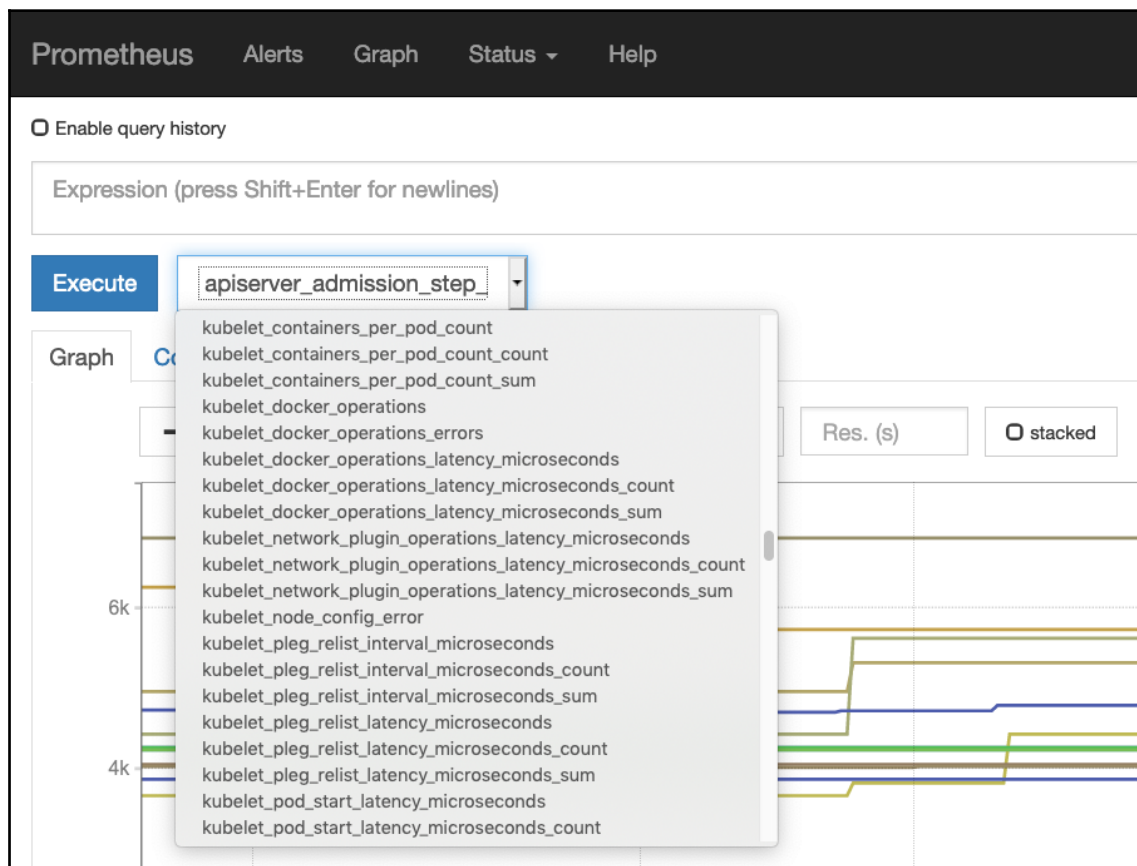 Prometheus Alerts Graph Status Help
Enable query history
Expression (press Shift+Enter for newlines)
Execute apiserver_admission_step_
kubelet_containers_per_pod_count
kubelet_containers_per_pod_count_count
kubelet_containers_per_pod_count_sum
kubelet_docker_operations
kubelet_docker_operations_errors
kubelet_docker_operations_latency_microseconds
kubelet_docker_operations_latency_microseconds_count
kubelet_docker_operations_latency_microseconds_sum
kubelet_network_plugin_operations_latency_microseconds
kubelet_network_plugin_operations_latency_microseconds_count
kubelet_network_plugin_operations_latency_microseconds_sum
kubelet_node_config_error
kubelet_pleg_relist_interval_microseconds
kubelet_pleg_relist_interval_microseconds_count
kubelet_pleg_relist_interval_microseconds_sum
kubelet_pleg_relist_latency_microseconds
kubelet_pleg_relist_latency_microseconds_count
kubelet_pleg_relist_latency_microseconds_sum
kubelet_pod_start_latency_microseconds
kubelet_pod_start_latency_microseconds_count
Graph
Res. (s) stacked
6k
4k